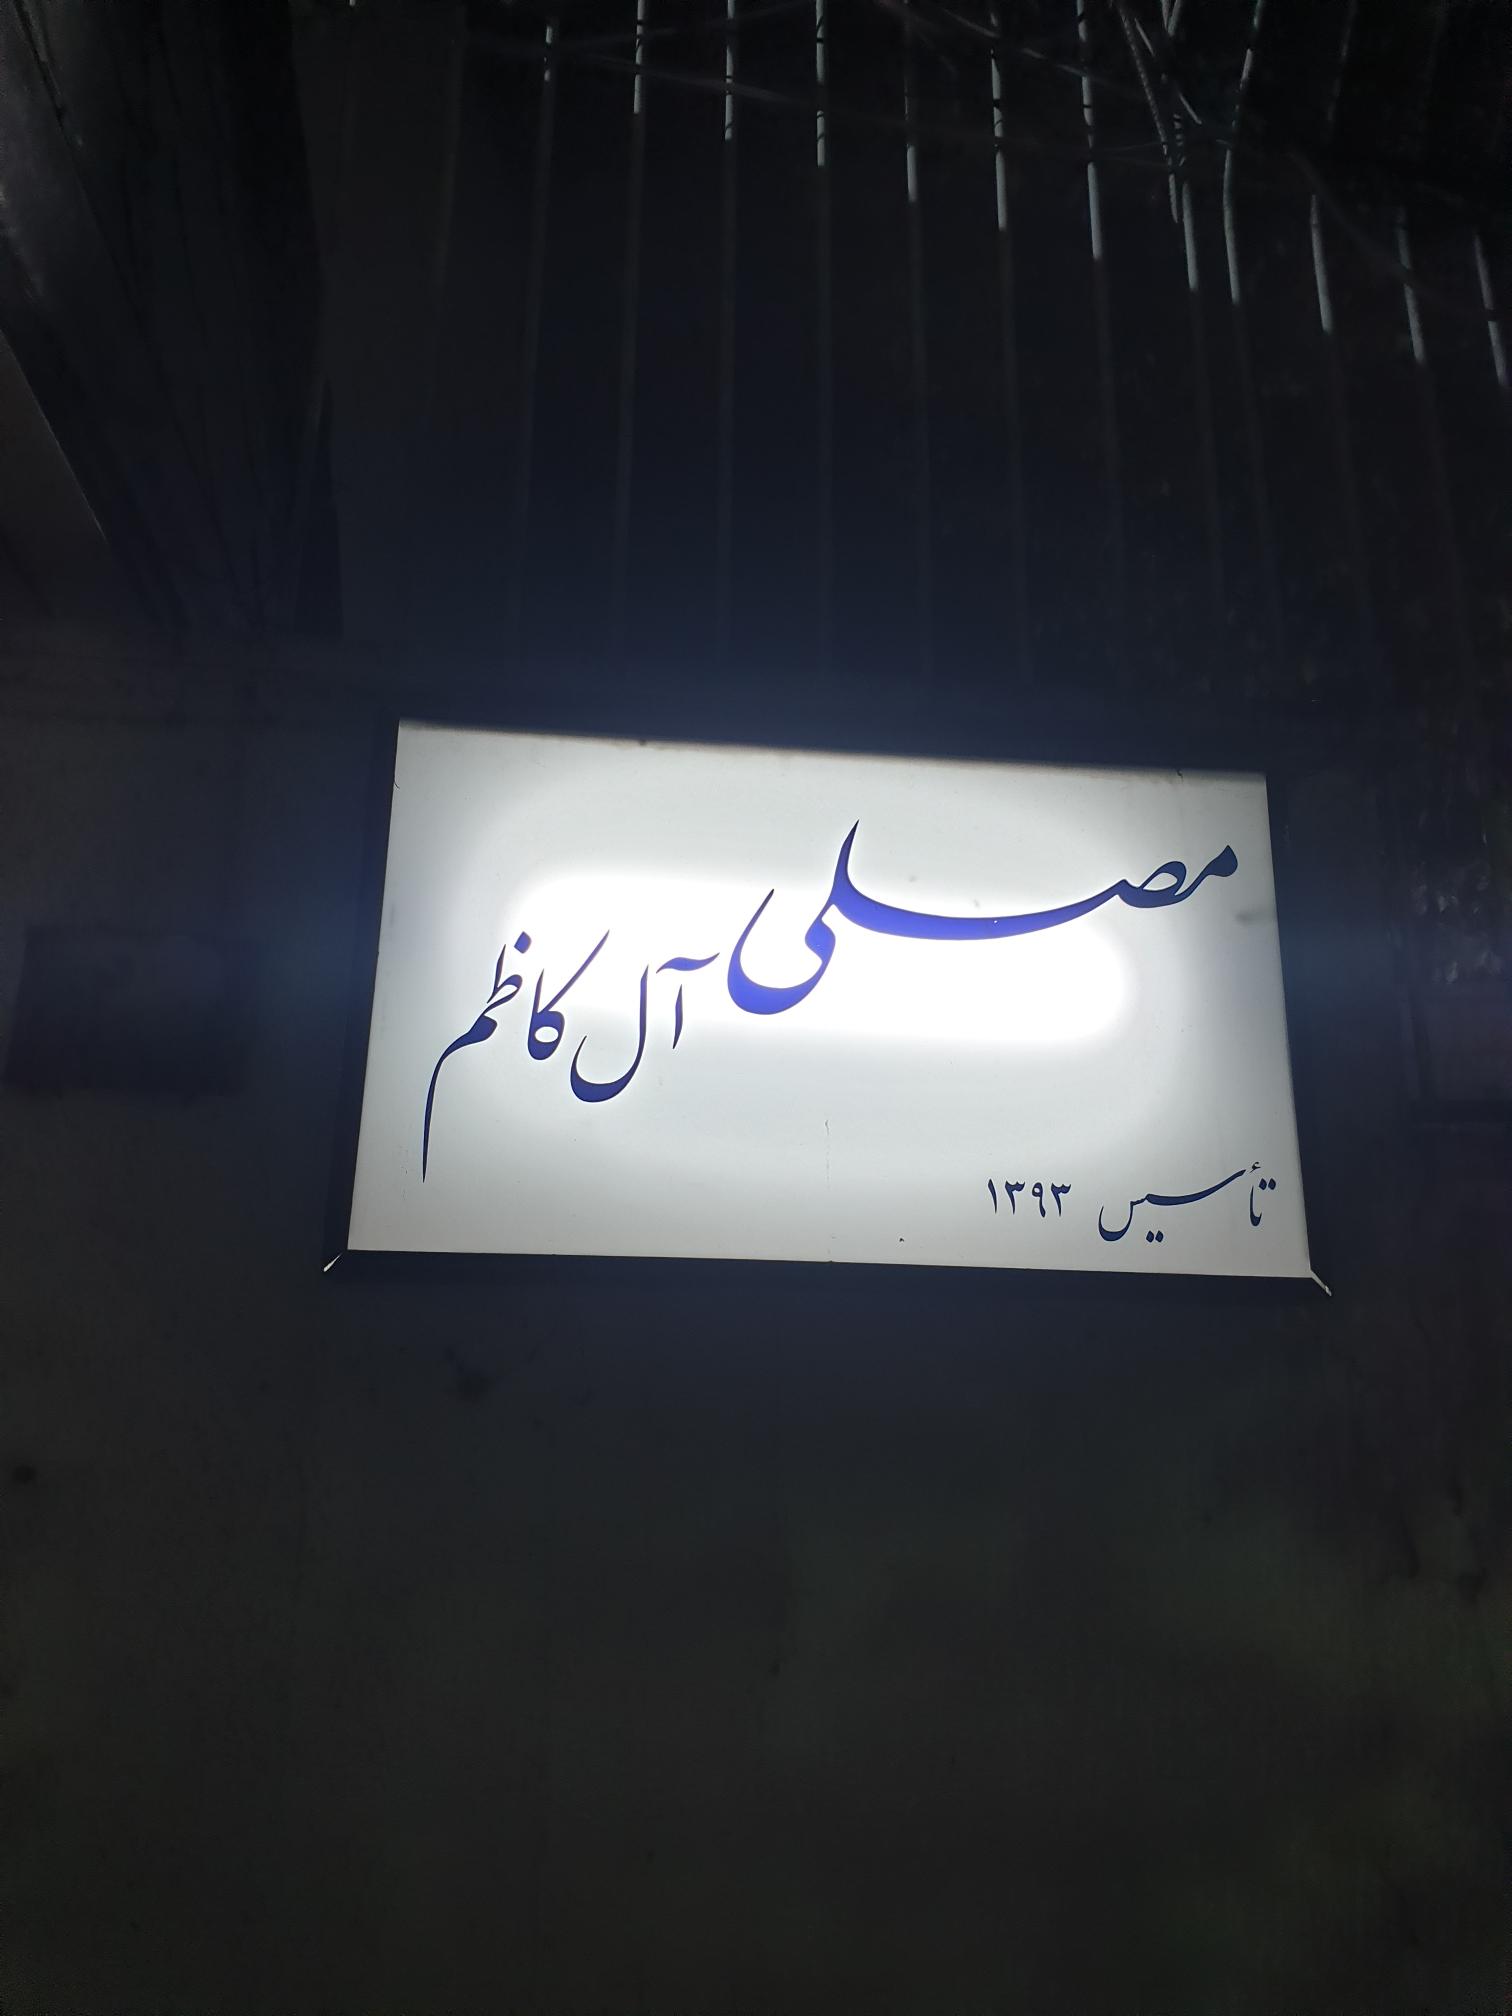 مصلی آل کاظم
تأسیس ۱۳۹۳